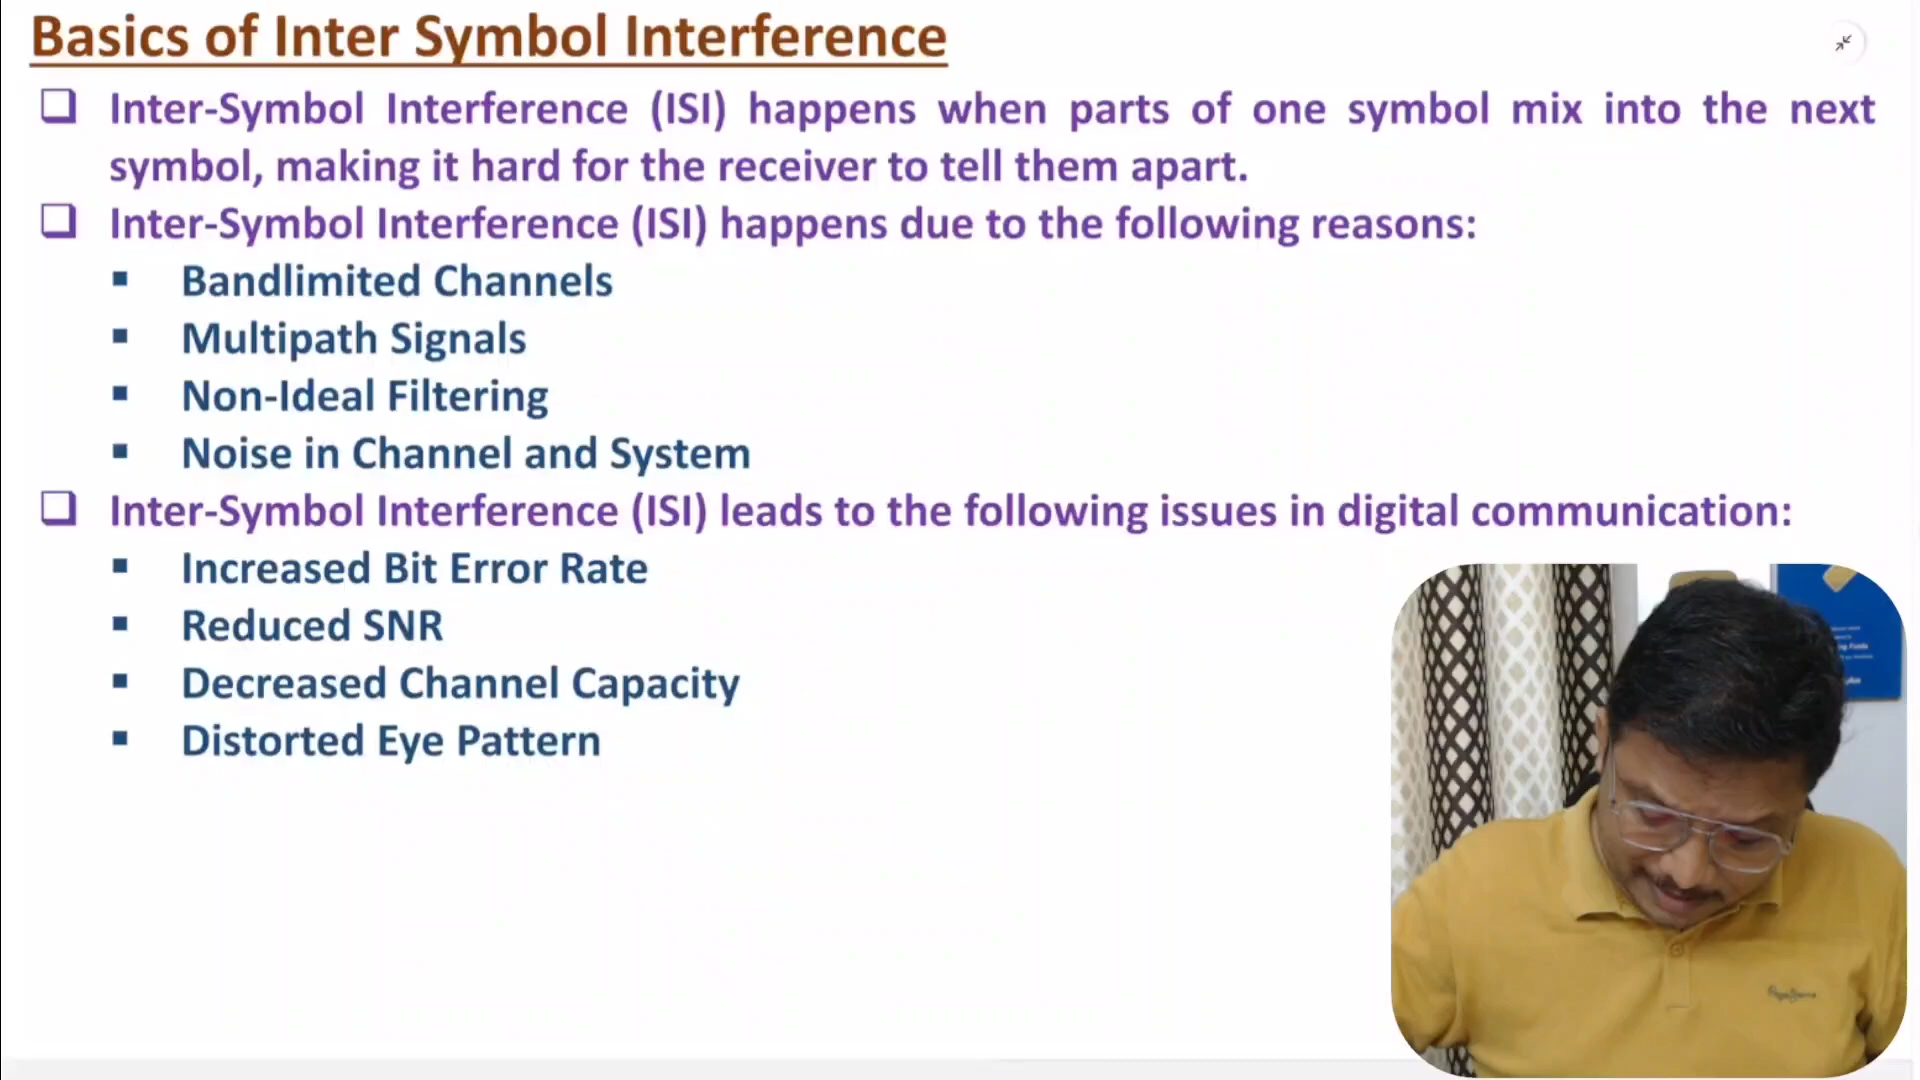 Basics of Inter Symbol Interference
Inter-Symbol Interference (ISI) happens when parts of one symbol mix into the next
symbol, making it hard for the receiver to tell them apart.
Inter-Symbol Interference (ISI) happens due to the following reasons:
Bandlimited Channels
Multipath Signals
Non-Ideal Filtering
Noise in Channel and System
Inter-Symbol Interference (ISI) leads to the following issues in digital communication:
Increased Bit Error Rate
Reduced SNR
Decreased Channel Capacity
Distorted Eye Pattern